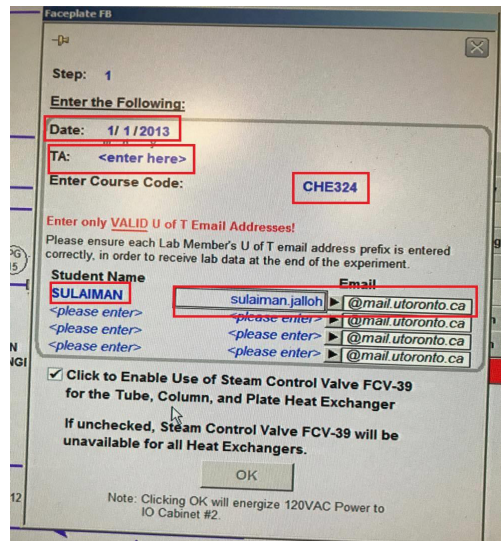 Faceplate FB
Step: 1
Enter the Following:
Date: 1/ 1 /2013
TA: <enter here>
Enter Course Code: CHE324
Enter only VALID U of T Email Addresses!
Please ensure each Lab Member's U of T email address prefix is entered
correctly, in order to receive lab data at the end of the experiment.
Student Name Email
SULAIMAN sulaiman.jalloh @mail.utoronto.ca
<please enter> <please enter> @mail.utoronto.ca
<please enter> <please enter> @mail.utoronto.ca
<please enter> <please enter> @mail.utoronto.ca
Click to Enable Use of Steam Control Valve FCV-39
for the Tube, Column, and Plate Heat Exchanger
If unchecked, Steam Control Valve FCV-39 will be
unavailable for all Heat Exchangers.
OK
Note: Clicking OK will energize 120VAC Power to
IO Cabinet #2.
12